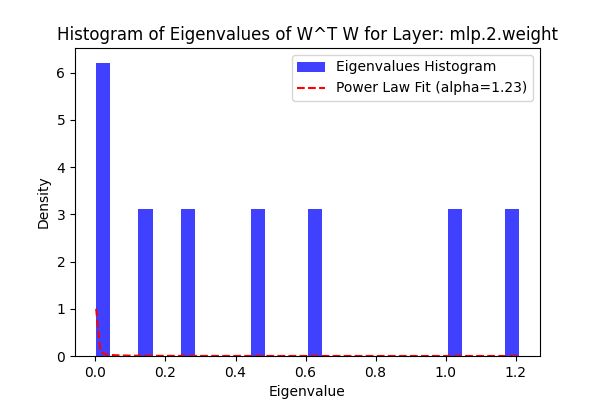 Histogram of Eigenvalues of W^T W for Layer: mlp.2.weight
Eigenvalues Histogram
Power Law Fit (alpha=1.23)
6
5
4
3
2
1
0
Density
0.0 0.2 0.4 0.6 0.8 1.0 1.2
Eigenvalue